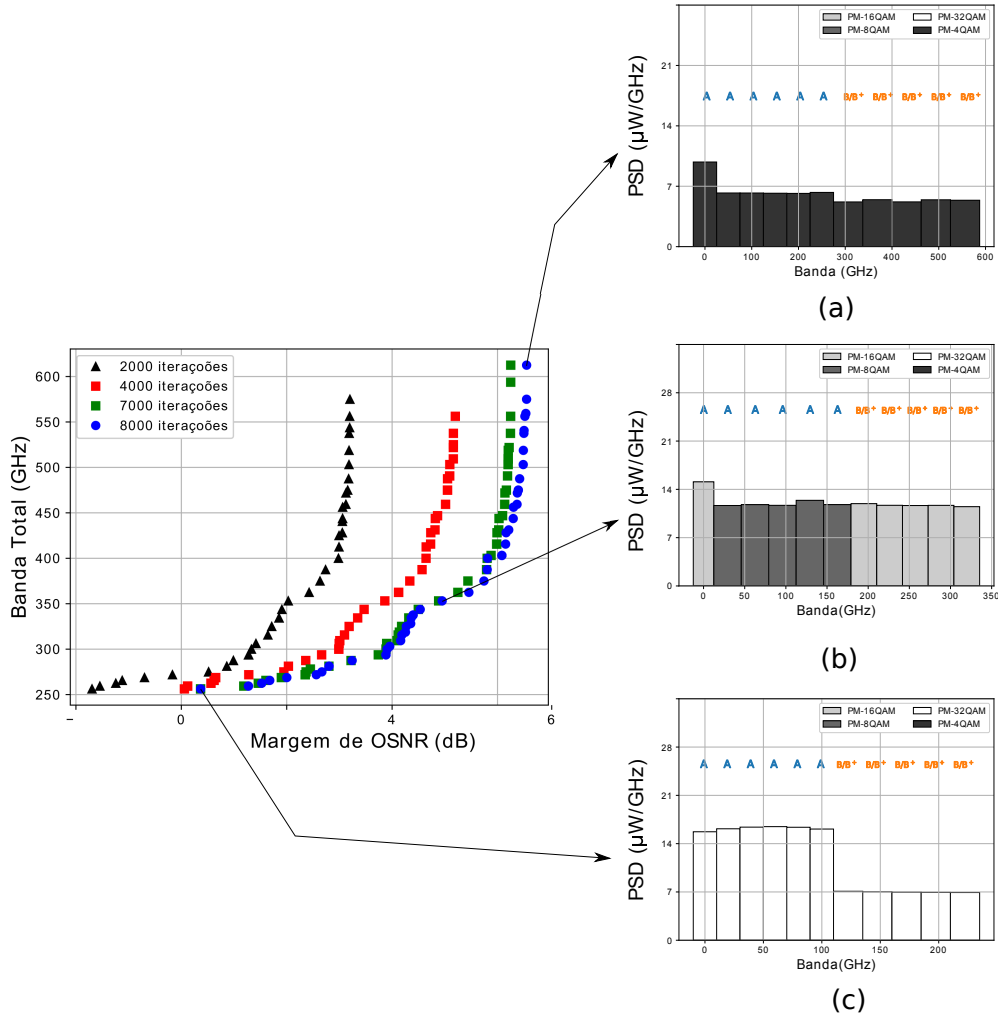 PM-16QAM PM-32QAM
PM-8QAM PM-4QAM
21
14
7
0
PSD (μW/GHz)
A A A A A A B/B+ B/B+ B/B+ B/B+ B/B+
0 100 200 300 400 500 600
Banda (GHz)
(a)
2000 iterações
4000 iterações
7000 iterações
8000 iterações
600
550
500
450
400
350
300
250
Banda Total (GHz)
− 0 4 6
Margem de OSNR (dB)
PM-16QAM PM-32QAM
PM-8QAM PM-4QAM
28
21
14
7
0
PSD (μW/GHz)
A A A A A A B/B+ B/B+ B/B+ B/B+ B/B+
0 50 100 150 200 250 300 350
Banda(GHz)
(b)
PM-16QAM PM-32QAM
PM-8QAM PM-4QAM
28
21
14
7
0
PSD (μW/GHz)
A A A A A A B/B+ B/B+ B/B+ B/B+ B/B+
0 50 100 150 200
Banda(GHz)
(c)